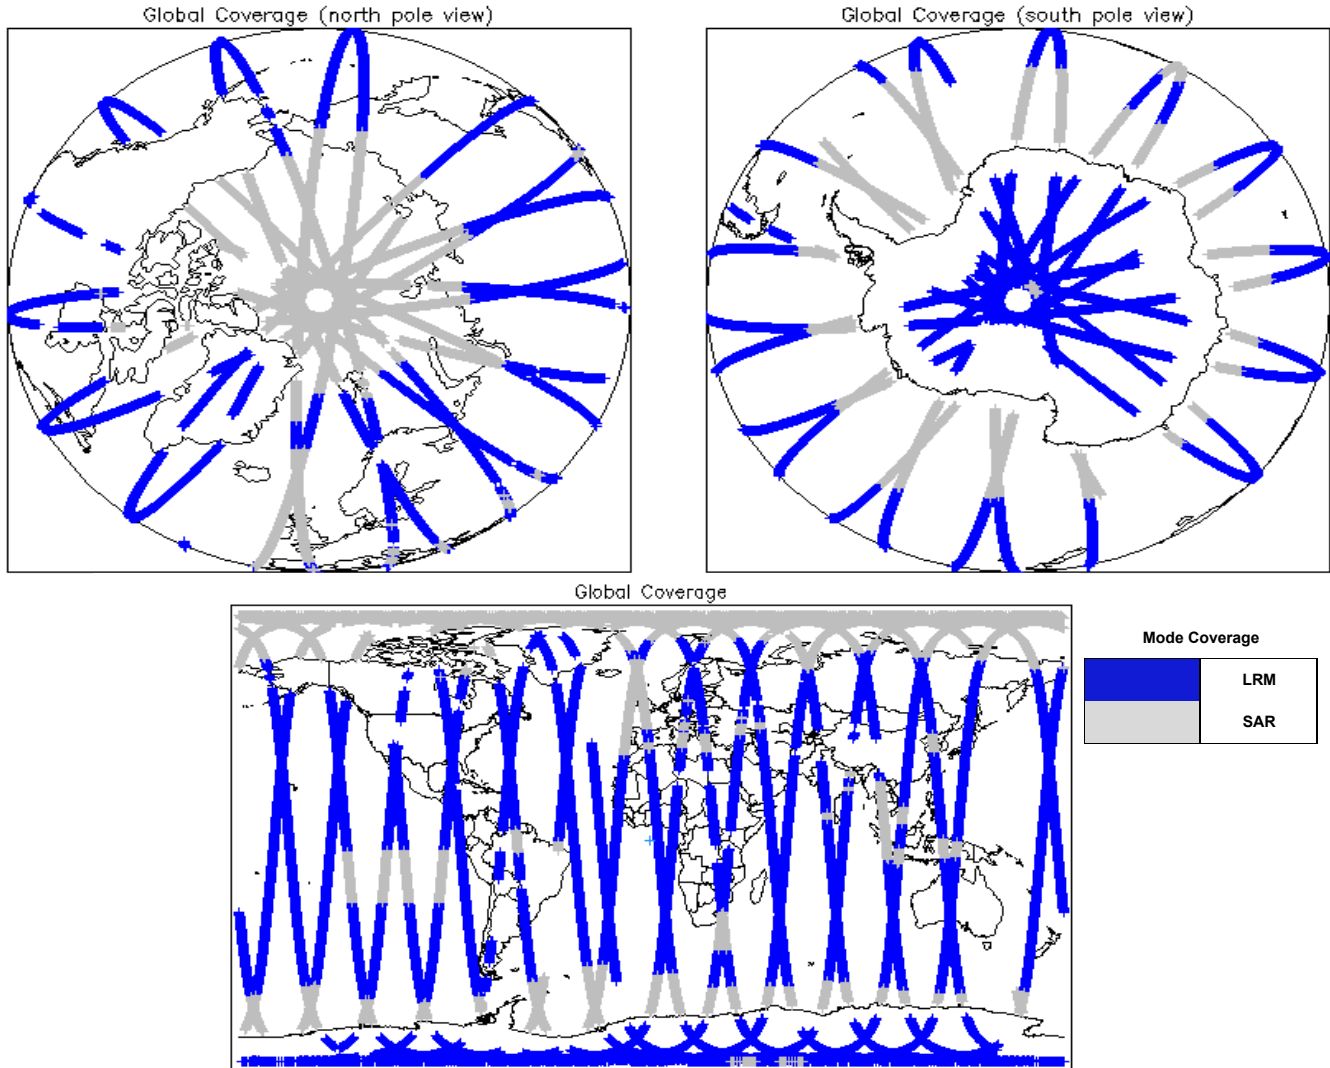 Global Coverage (north pole view)
Global Coverage (south pole view)
Global Coverage
Mode Coverage
LRM
SAR